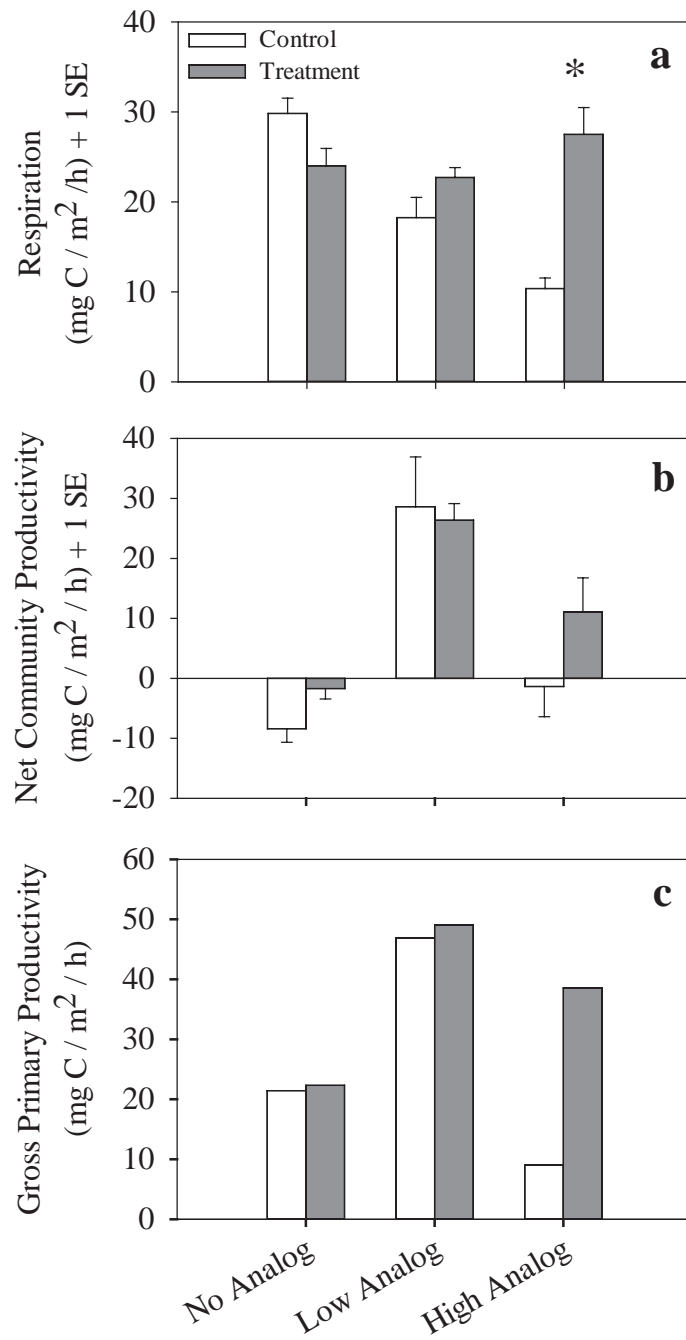 40
30
20
10
0
Respiration
(mg C / m² /h) + 1 SE
Control
Treatment
*
a
40
30
20
10
0
-10
-20
Net Community Productivity
(mg C / m² / h) + 1 SE
b
60
50
40
30
20
10
0
Gross Primary Productivity
(mg C / m² / h)
c
No Analog
Low Analog
High Analog